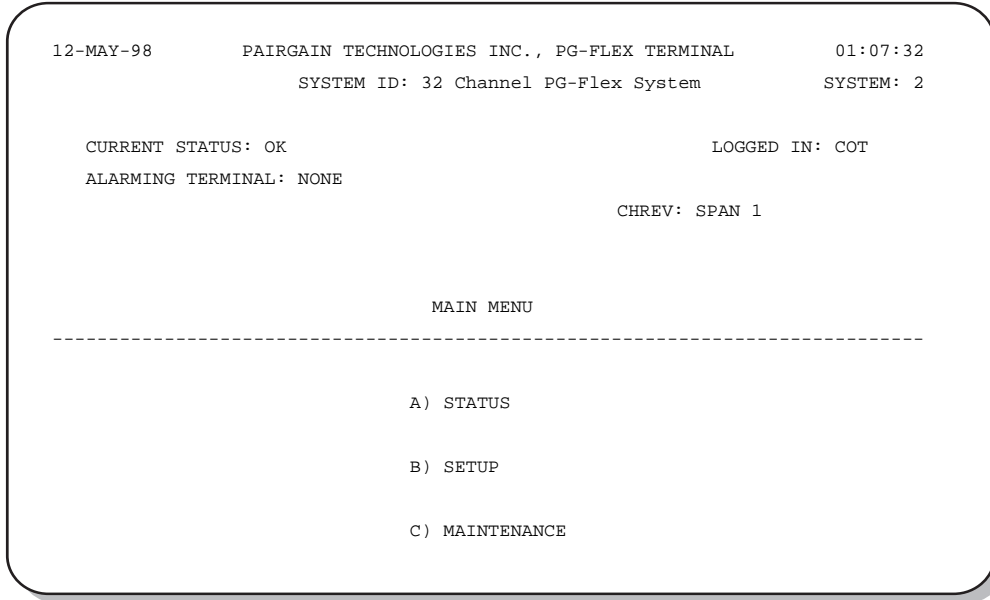 12-MAY-98 PAIRGAIN TECHNOLOGIES INC., PG-FLEX TERMINAL 01:07:32
SYSTEM ID: 32 Channel PG-Flex System SYSTEM: 2
CURRENT STATUS: OK LOGGED IN: COT
ALARMING TERMINAL: NONE
CHREV: SPAN 1
MAIN MENU
------------------------------------------------------------------------------
A) STATUS
B) SETUP
C) MAINTENANCE